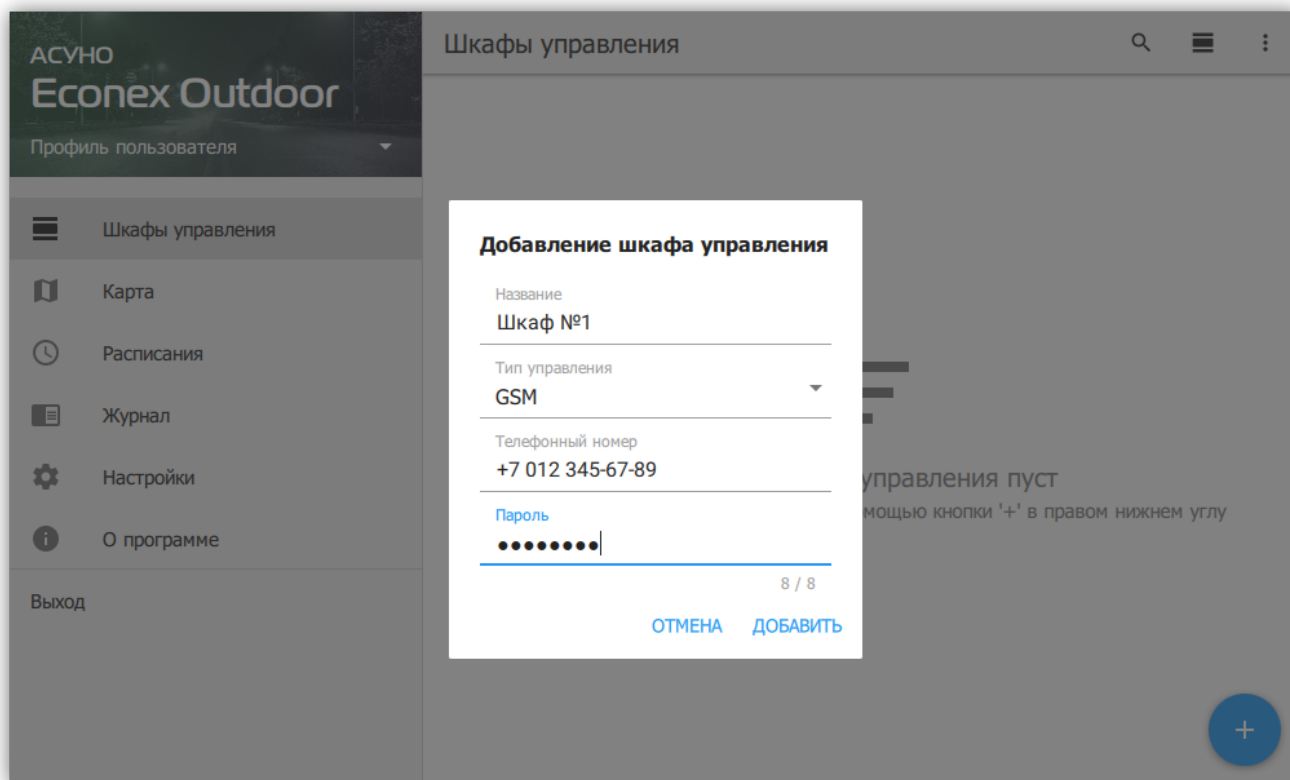 АСУНО
Econex Outdoor
Профиль пользователя
Шкафы управления
Карта
Расписания
Журнал
Настройки
О программе
Выход
Шкафы управления
Добавление шкафа управления
Название
Шкаф №1
Тип управления
GSM
Телефонный номер
+7 012 345-67-89
Пароль
••••••••
8 / 8
ОТМЕНА ДОБАВИТЬ
управления пуст
мощью кнопки '+' в правом нижнем углу